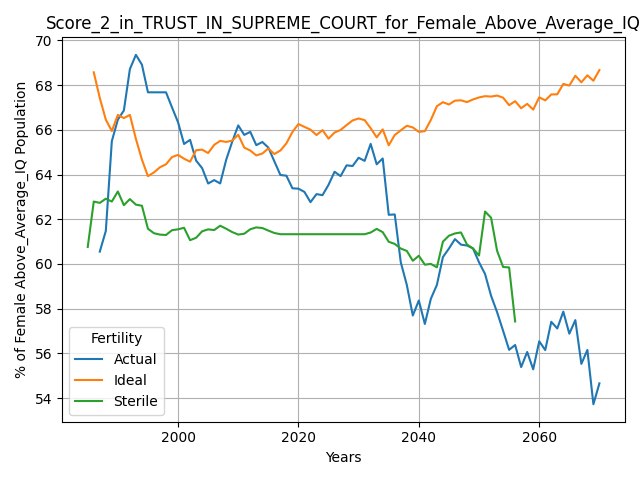 Score_2_in_TRUST_IN_SUPREME_COURT_for_Female_Above_Average_IQ
% of Female Above_Average_IQ Population
70
68
66
64
62
60
58
56
54
Fertility
Actual
Ideal
Sterile
2000
2020
2040
2060
Years